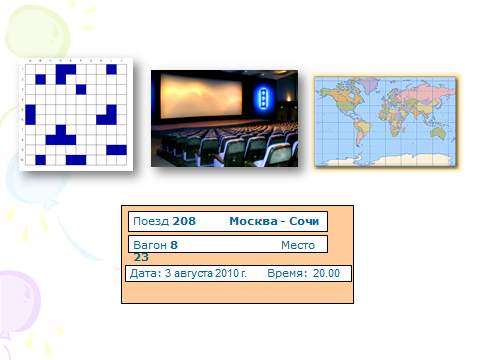 Поезд 208 Москва - Сочи
Вагон 8 Место
23
Дата: 3 августа 2010 г. Время: 20.00